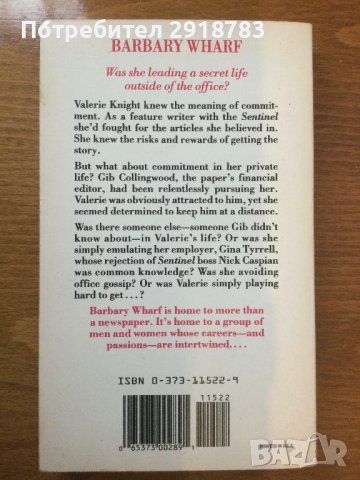 Потребител 2918783
BARBARY WHARF
Was she leading a secret life
outside of the office?
Valerie Knight knew the meaning of commit-
ment. As a feature writer with the Sentinel
she'd fought for the articles she believed in.
She knew the risks and rewards of getting the
story.
But what about commitment in her private
life? Gib Collingwood, the paper's financial
editor, had been relentlessly pursuing her.
Valerie was obviously attracted to him, yet she
seemed determined to keep him at a distance.
Was there someone else—someone Gib didn't
know about—in Valerie's life? Or was she
simply emulating her employer, Gina Tyrrell,
whose rejection of Sentinel boss Nick Caspian
was common knowledge? Was she avoiding
office gossip? Or was Valerie simply playing
hard to get...?
Barbary Wharf is home to more than
a newspaper. It's home to a group of
men and women whose careers—and
passions—are intertwined....
ISBN 0-373-11522-9
11522
0 65373 00289 1
PRINTED IN U.S.A.
BAZAR